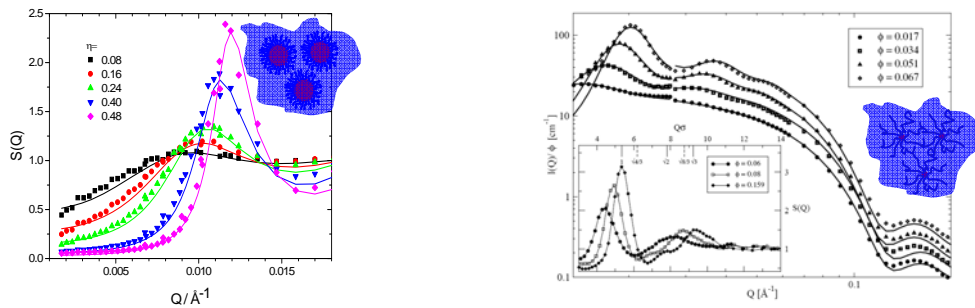 η=
0.08
0.16
0.24
0.40
0.48
2.5
2.0
1.5
1.0
0.5
0.0
S(Q)
0.005 0.010 0.015
Q/Å⁻¹
100
10
1
0.1
I(Q)/ϕ [cm⁻¹]
ϕ = 0.017
ϕ = 0.034
ϕ = 0.051
ϕ = 0.067
Qσ
4 6 8 10 14
ϕ = 0.06
ϕ = 0.08
ϕ = 0.159
3
2
1
S(Q)
0.1
Q [Å⁻¹]